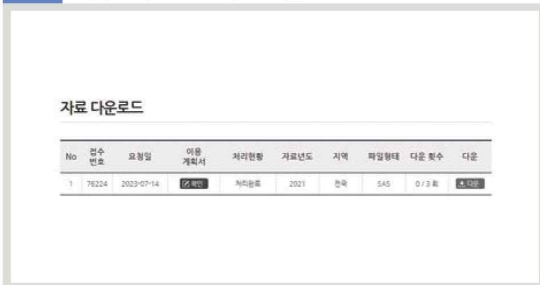 자료 다운로드
No 접수번호 요청일 이용계획서 처리현황 자료년도 지역 파일형태 다운 횟수 다운
1 76224 2023-07-14 확인 처리완료 2021 전국 SAS 0 / 3 회 다운